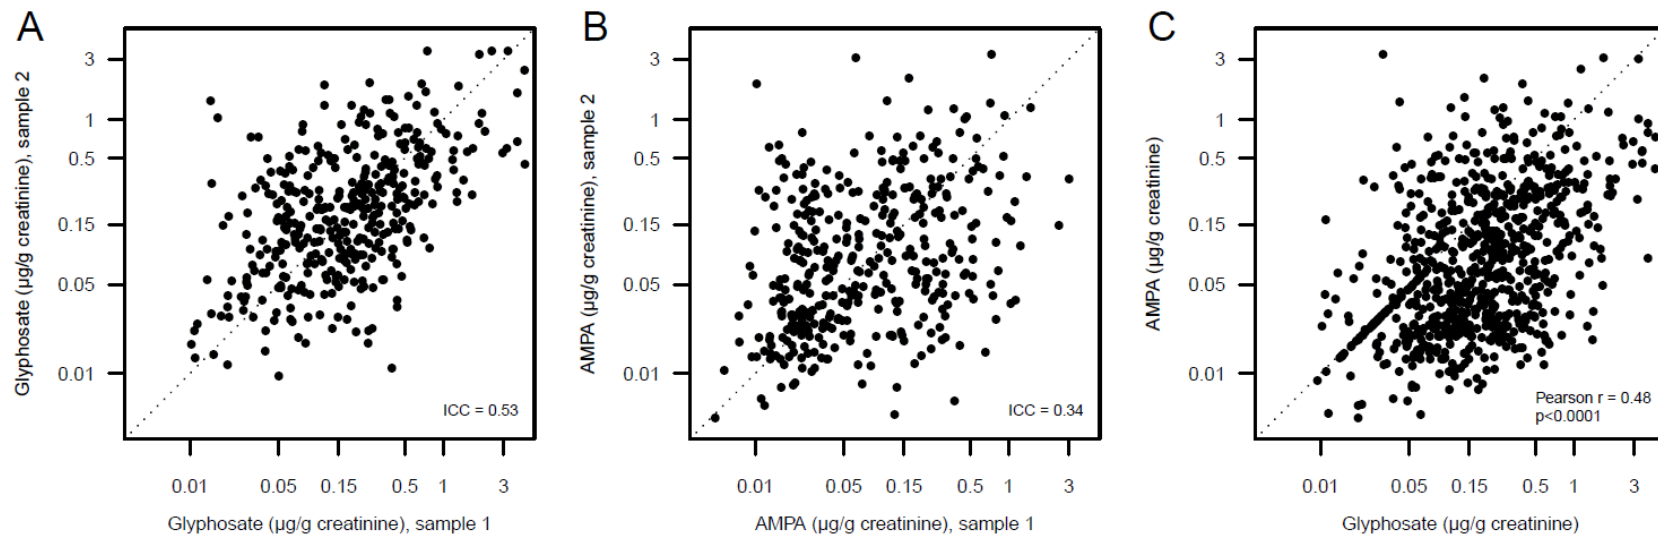 A
Glyphosate (µg/g creatinine), sample 2
3
1
0.5
0.15
0.05
0.01
ICC = 0.53
0.01 0.05 0.15 0.5 1 3
Glyphosate (µg/g creatinine), sample 1
B
AMPA (µg/g creatinine), sample 2
3
1
0.5
0.15
0.05
0.01
ICC = 0.34
0.01 0.05 0.15 0.5 1 3
AMPA (µg/g creatinine), sample 1
C
AMPA (µg/g creatinine)
3
1
0.5
0.15
0.05
0.01
Pearson r = 0.48
p<0.0001
0.01 0.05 0.15 0.5 1 3
Glyphosate (µg/g creatinine)